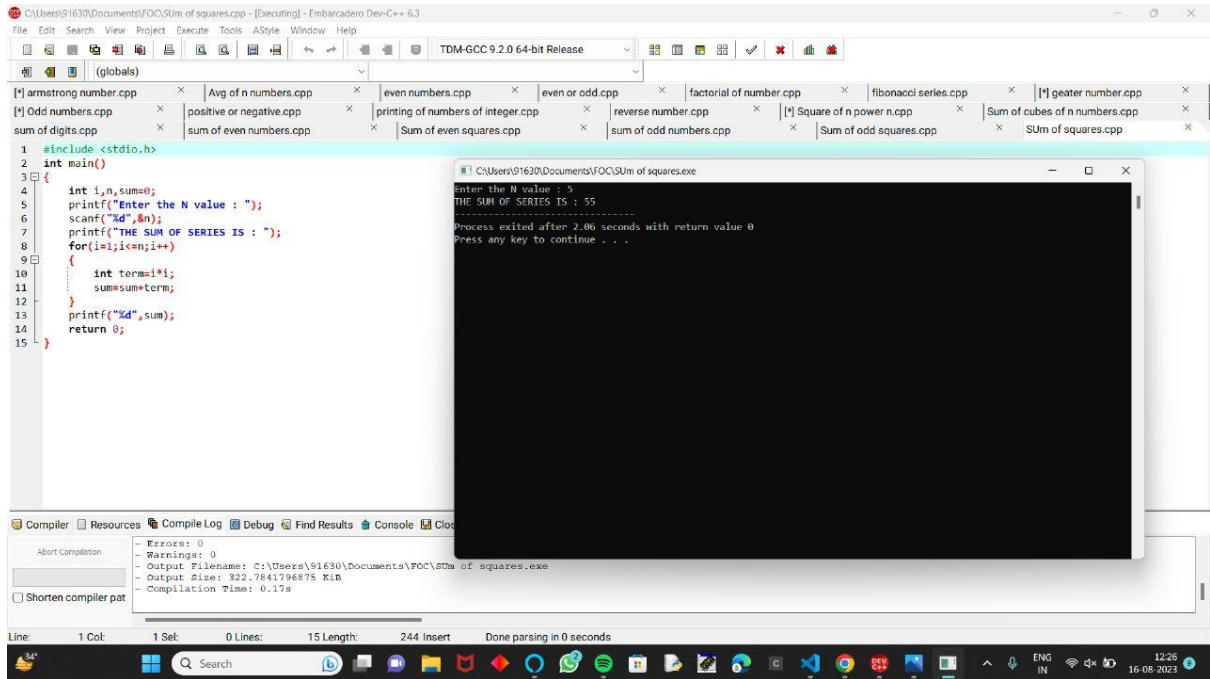 C:\Users\91630\Documents\FOC\SUm of squares.cpp - [Executing] - Embarcadero Dev-C++ 6.3
File Edit Search View Project Execute Tools AStyle Window Help
TDM-GCC 9.2.0 64-bit Release
(globals)
[*] armstrong number.cpp Avg of n numbers.cpp even numbers.cpp even or odd.cpp factorial of number.cpp fibonacci series.cpp [*] geater number.cpp
[*] Odd numbers.cpp positive or negative.cpp printing of numbers of integer.cpp reverse number.cpp [*] Square of n power n.cpp Sum of cubes of n numbers.cpp
sum of digits.cpp sum of even numbers.cpp Sum of even squares.cpp sum of odd numbers.cpp Sum of odd squares.cpp SUm of squares.cpp
1 #include <stdio.h>
2 int main()
3 {
4 int i,n,sum=0;
5 printf("Enter the N value : ");
6 scanf("%d",&n);
7 printf("THE SUM OF SERIES IS : ");
8 for(i=1;i<=n;i++)
9 {
10 int term=i*i;
11 sum=sum+term;
12 }
13 printf("%d",sum);
14 return 0;
15 }
C:\Users\91630\Documents\FOC\SUm of squares.exe
Enter the N value : 5
THE SUM OF SERIES IS : 55
--------------------------------
Process exited after 2.06 seconds with return value 0
Press any key to continue . . .
Compiler Resources Compile Log Debug Find Results Console Clos
Abort Compilation
Shorten compiler pat
- Errors: 0
- Warnings: 0
- Output Filename: C:\Users\91630\Documents\FOC\SUm of squares.exe
- Output Size: 322.7841796875 KiB
- Compilation Time: 0.17s
Line: 1 Col: 1 Sel: 0 Lines: 15 Length: 244 Insert Done parsing in 0 seconds
34°
Search
ENG
IN
12:26
16-08-2023